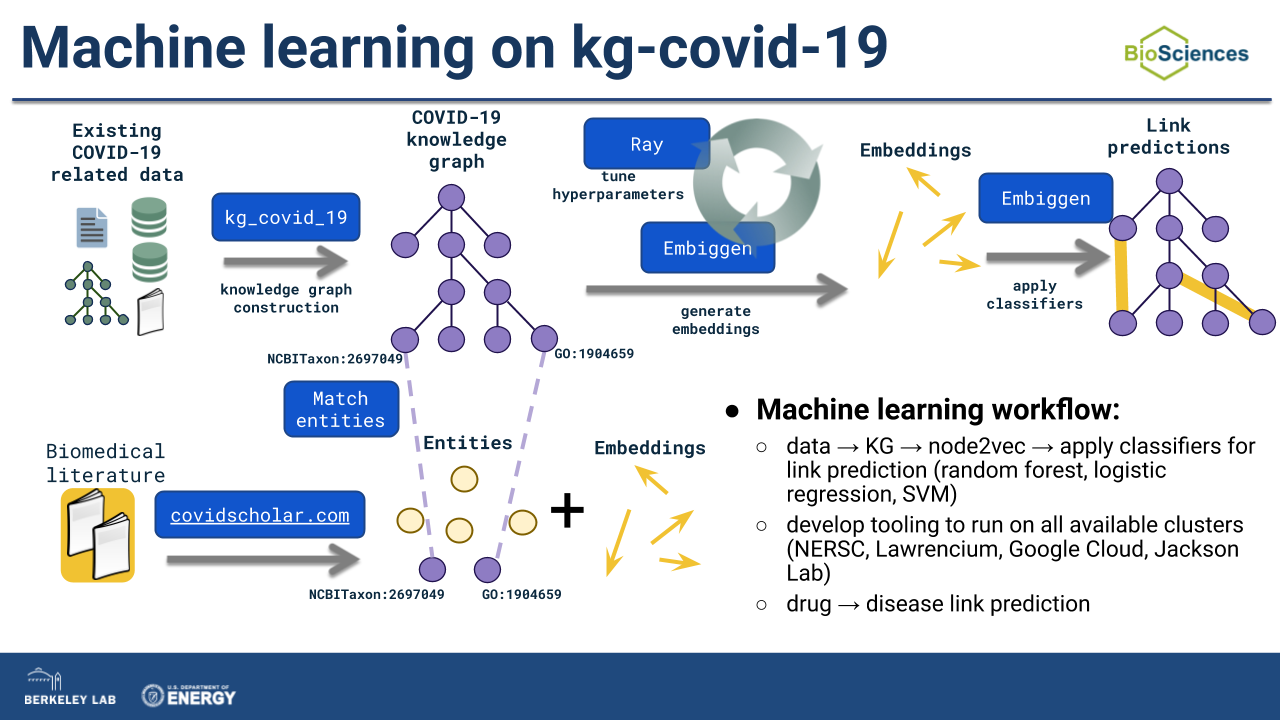 Machine learning on kg-covid-19
BioSciences
Existing
COVID-19
related data
kg_covid_19
knowledge graph
construction
COVID-19
knowledge
graph
NCBITaxon:2697049
GO:1904659
Ray
tune
hyperparameters
Embiggen
generate
embeddings
Embeddings
Embiggen
apply
classifiers
Link
predictions
Match
entities
Biomedical
literature
covidscholar.com
Entities
NCBITaxon:2697049
GO:1904659
+
Embeddings
● Machine learning workflow:
○ data → KG → node2vec → apply classifiers for
link prediction (random forest, logistic
regression, SVM)
○ develop tooling to run on all available clusters
(NERSC, Lawrencium, Google Cloud, Jackson
Lab)
○ drug → disease link prediction
BERKELEY LAB
U.S. DEPARTMENT OF
ENERGY